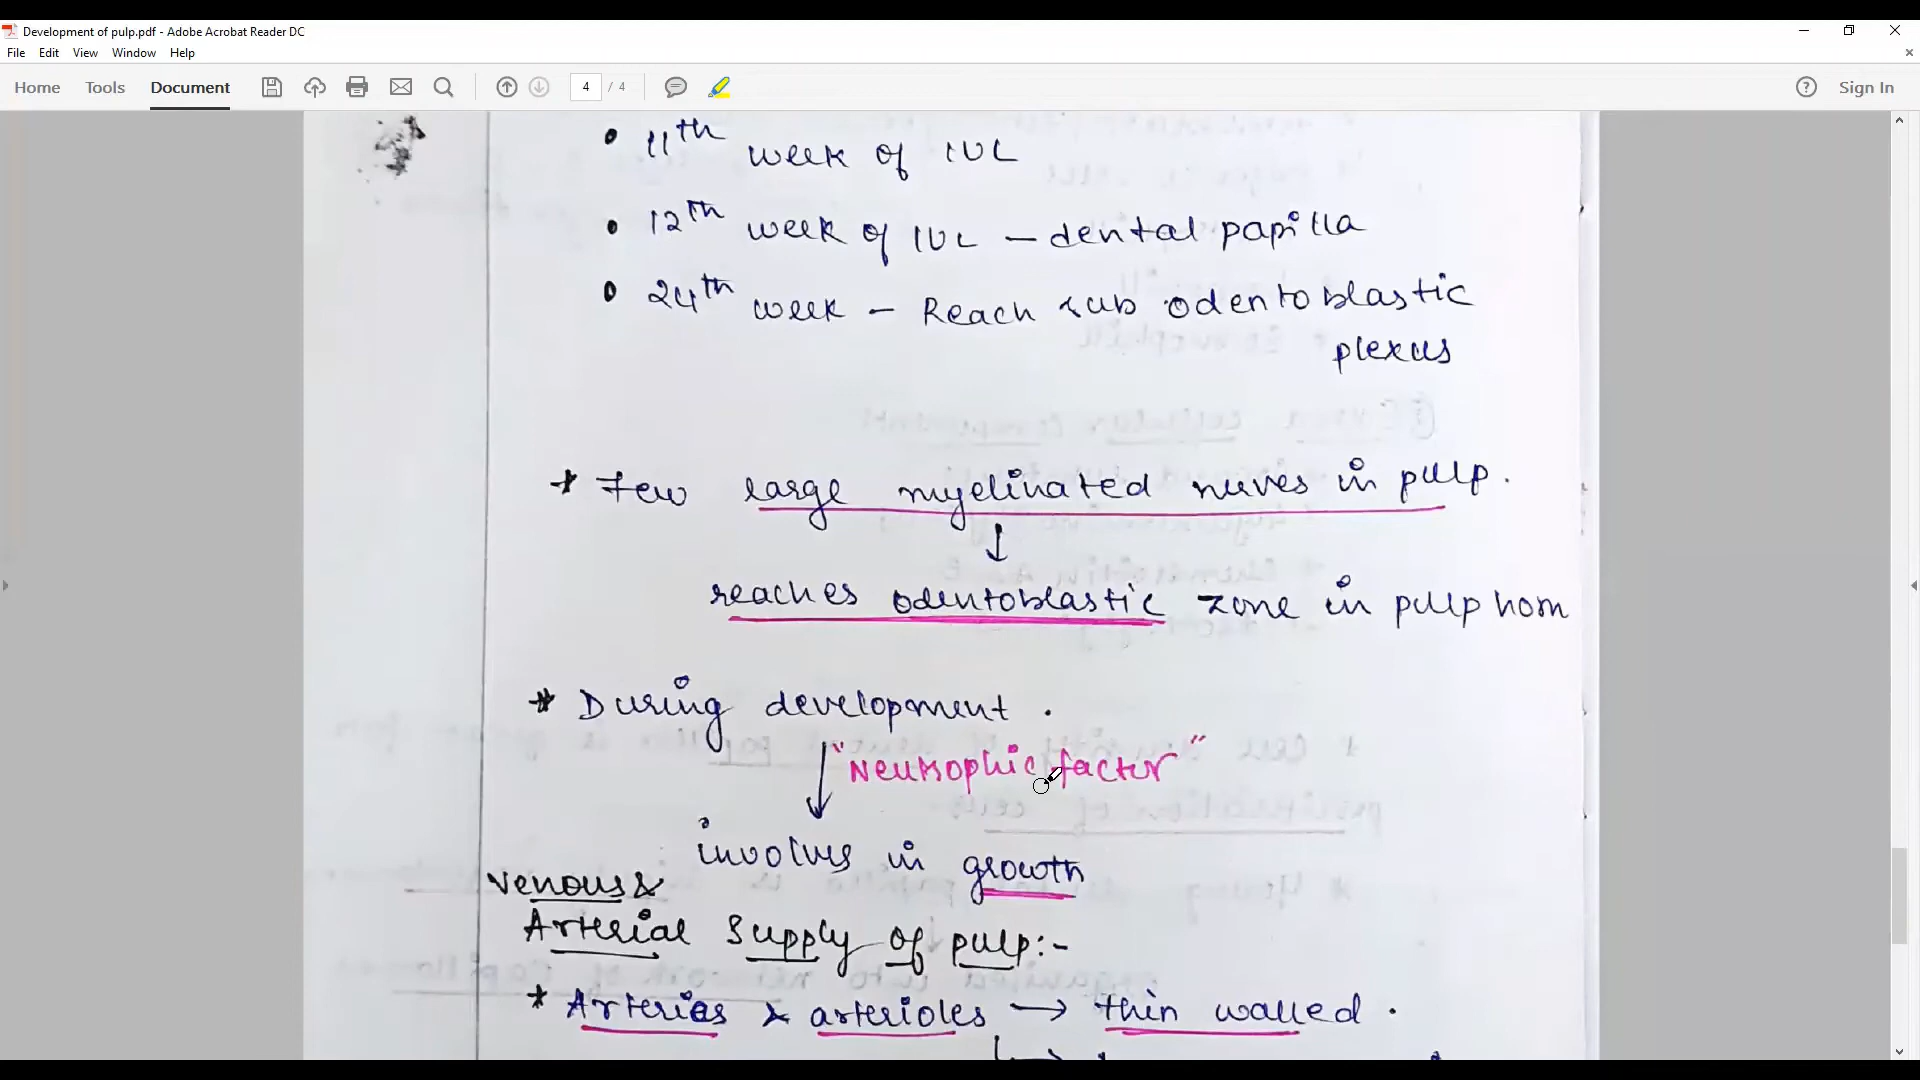 Development of pulp.pdf - Adobe Acrobat Reader DC
File Edit View Window Help
Home Tools Document 4 / 4 Sign In
• 11th week of IUL
• 12th week of IUL – dental papilla
• 24th week – Reach sub odentoblastic
plexus
* Few large myelinated nerves in pulp.
↓
reaches odentoblastic zone in pulp horn
* During development.
↓ "Neutrophic factor"
involves in growth
Venous &
Arterial Supply of pulp:-
* Arteries & arterioles → thin walled.